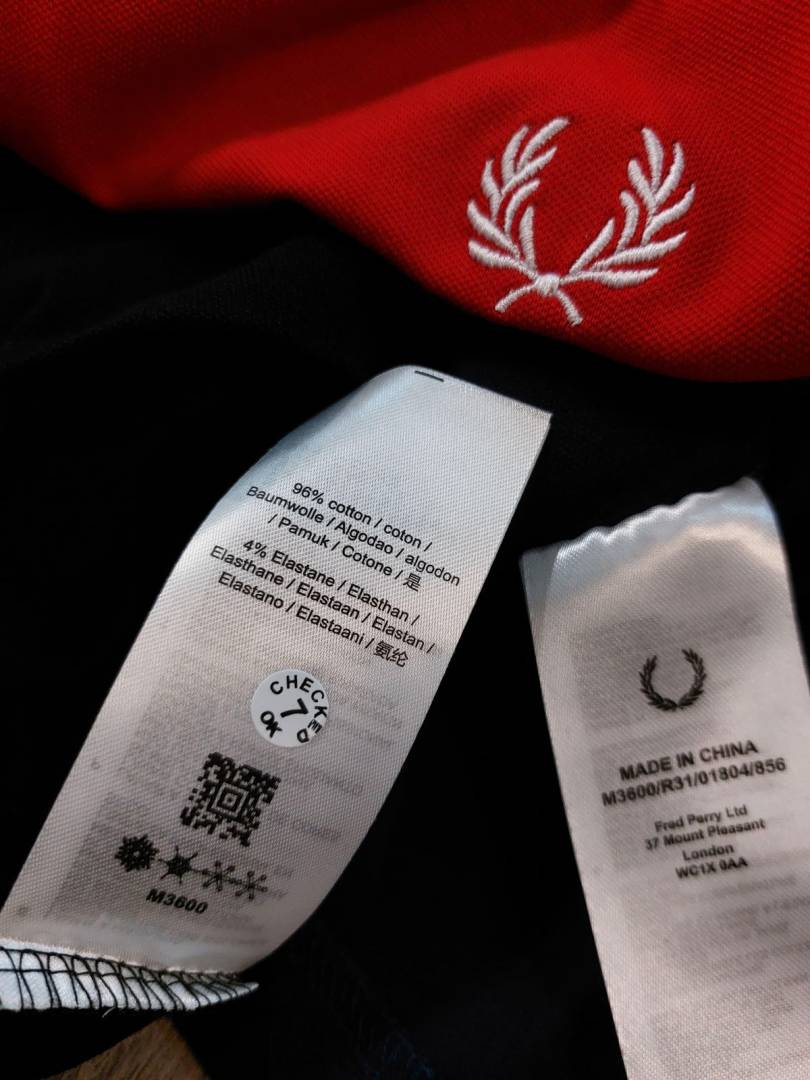 96% cotton / coton /
Baumwolle / Algodao / algodon
/ Pamuk / Cotone / 是
4% Elastane / Elasthan /
Elasthane / Elastaan / Elastan /
Elastano / Elastaani / 氨纶
CHECKED
7
OK
M3600
MADE IN CHINA
M3600/R31/01804/856
Fred Perry Ltd
37 Mount Pleasant
London
WC1X 0AA